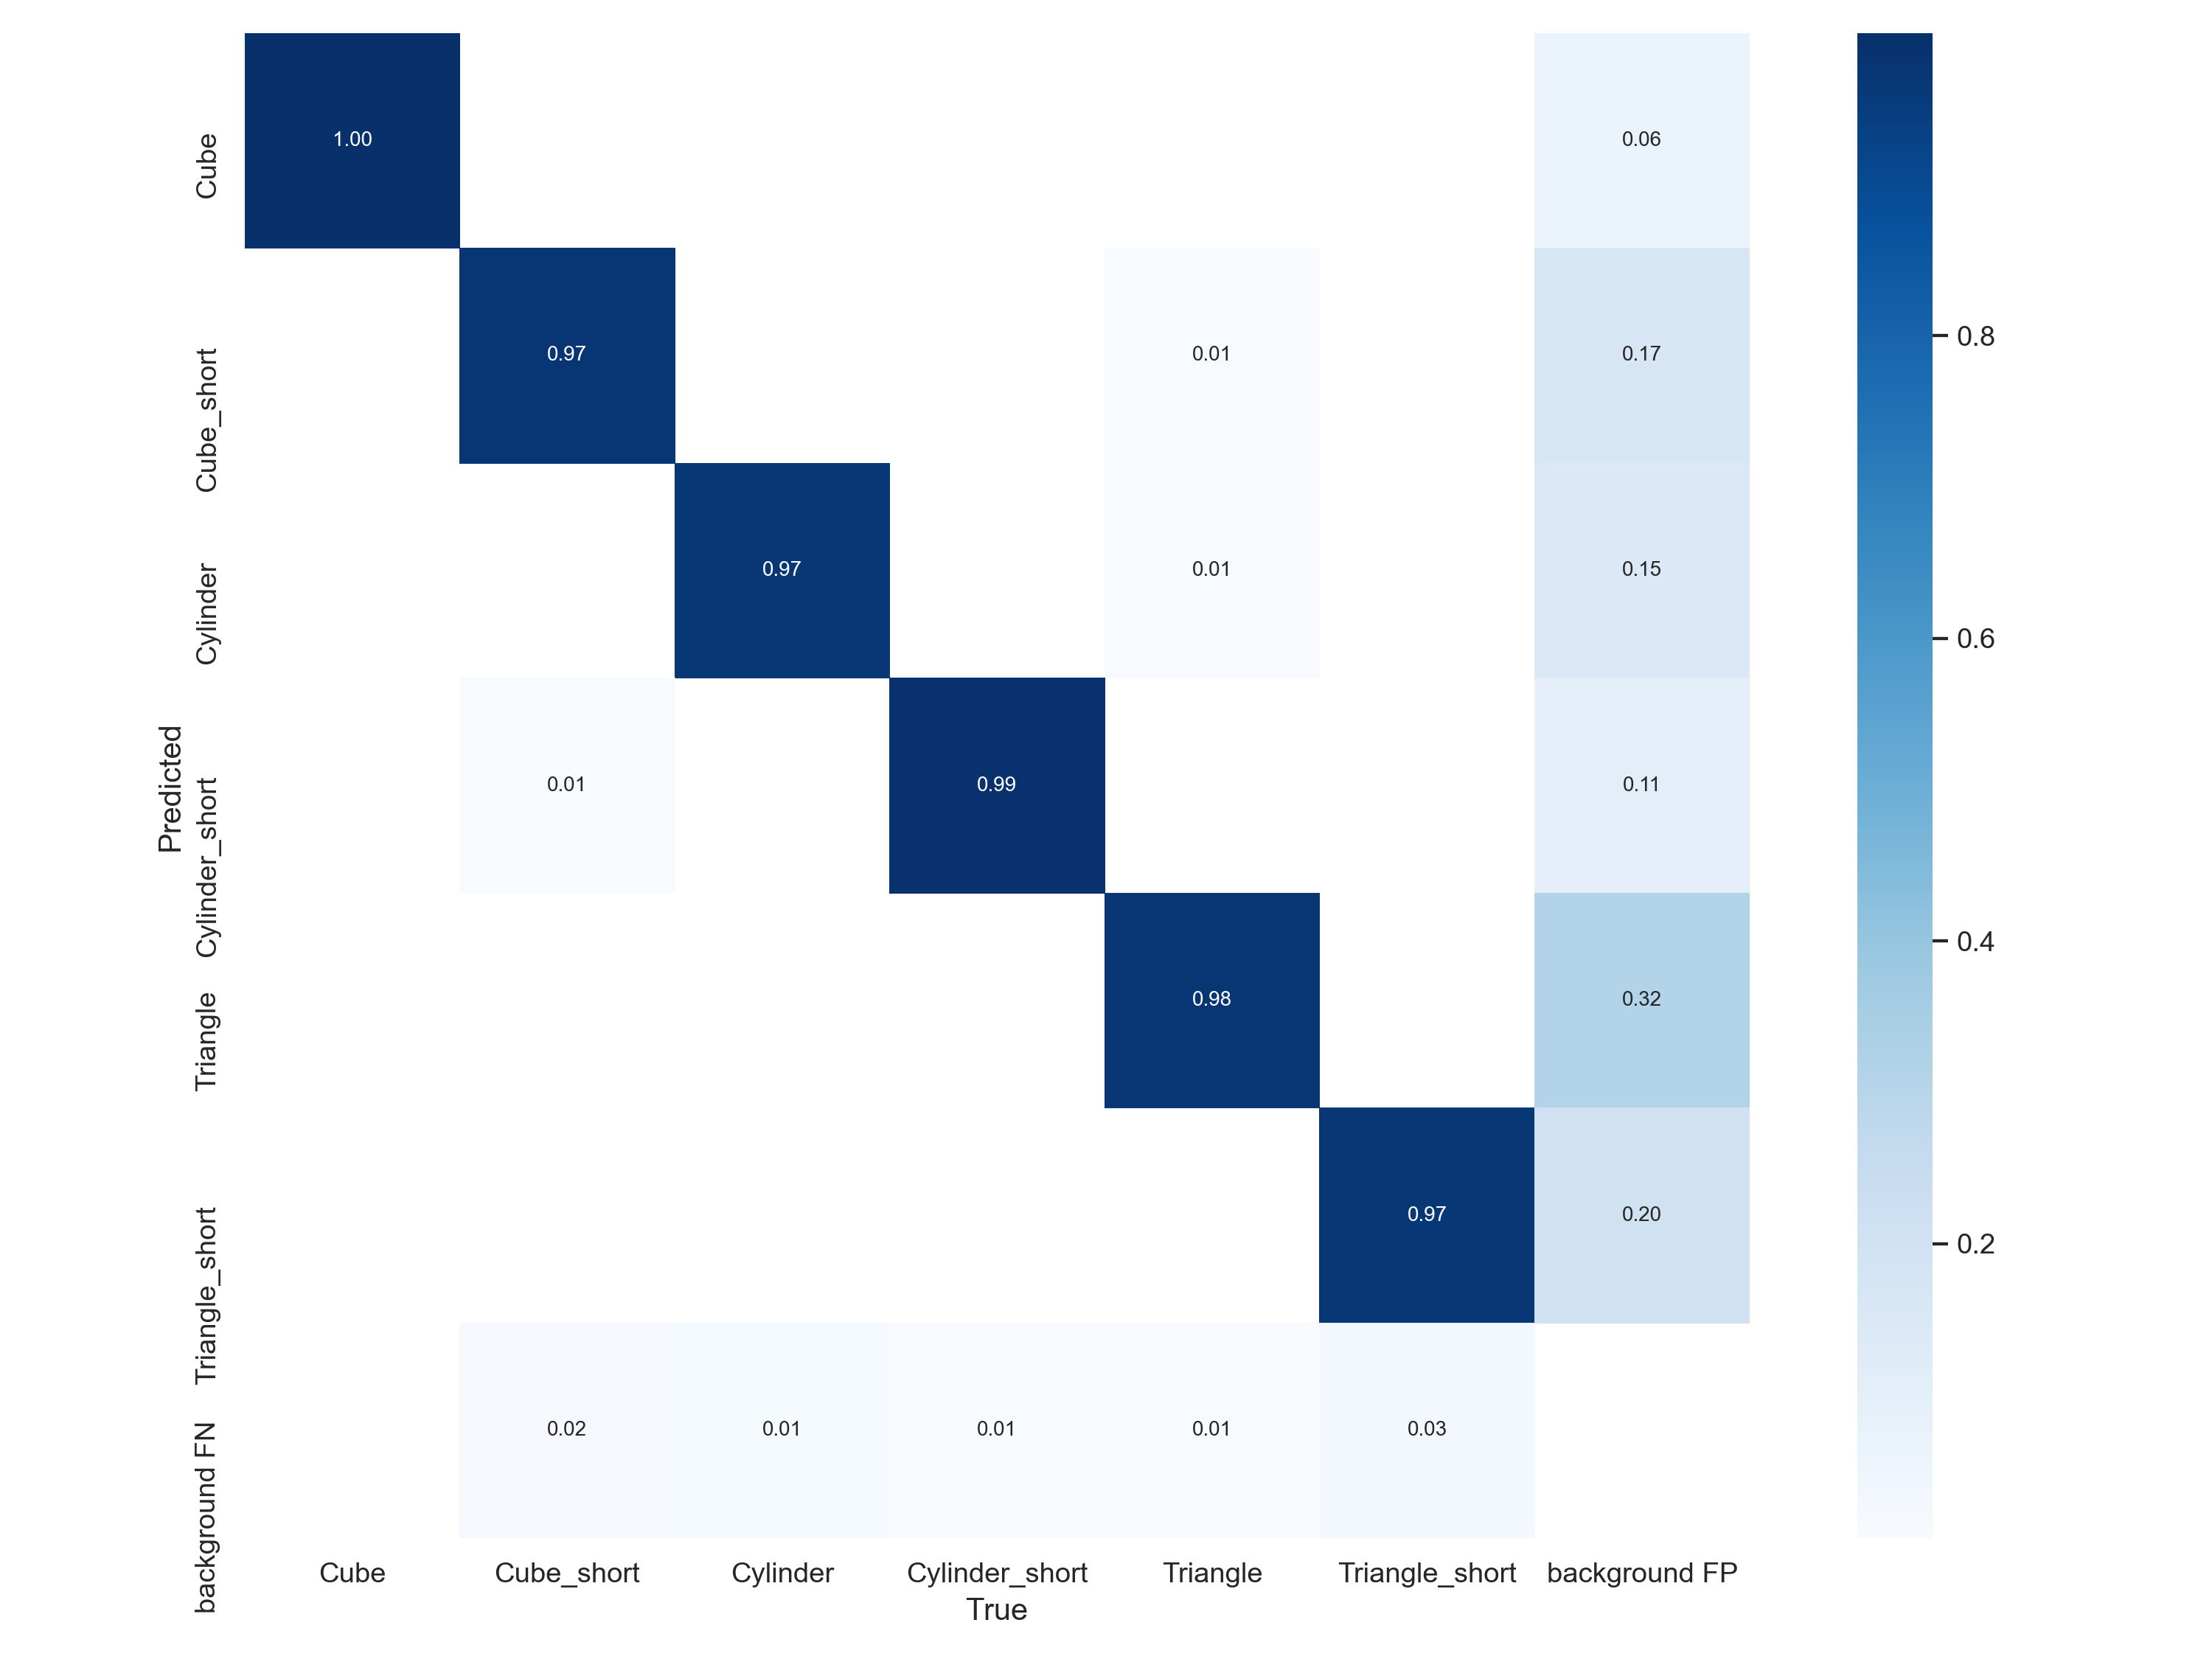 Cube
1.00
0.06
Cube_short
0.97
0.01
0.17
0.8
Cylinder
0.97
0.01
0.15
0.6
Predicted
Cylinder_short
0.01
0.99
0.11
0.4
Triangle
0.98
0.32
Triangle_short
0.97
0.20
0.2
background FN
0.02
0.01
0.01
0.01
0.03
Cube
Cube_short
Cylinder
Cylinder_short
Triangle
Triangle_short
background FP
True